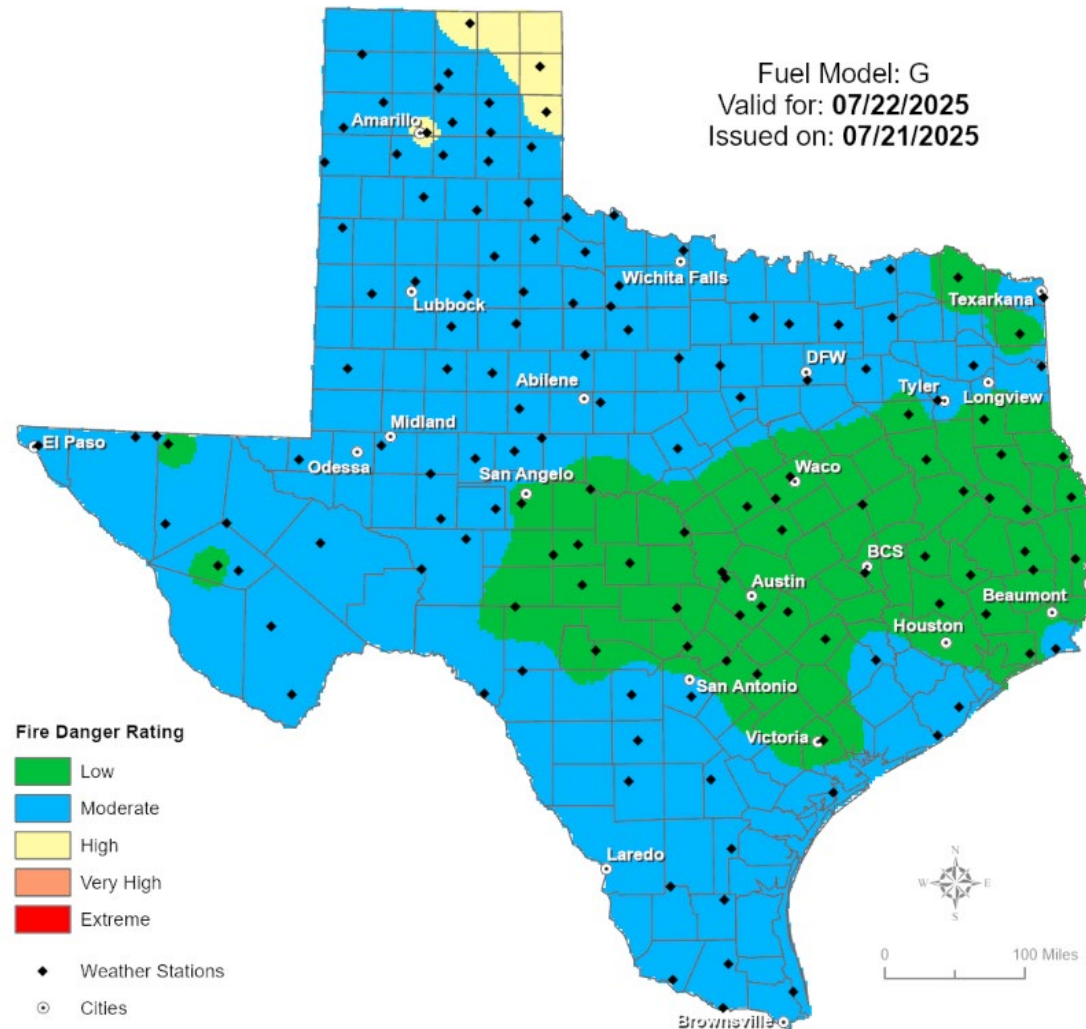 Fuel Model: G
Valid for: 07/22/2025
Issued on: 07/21/2025
Amarillo
Wichita Falls
Lubbock
Texarkana
DFW
Abilene
Tyler
Longview
Midland
El Paso
Odessa
San Angelo
Waco
BCS
Austin
Beaumont
Houston
San Antonio
Victoria
Laredo
Brownsville
Fire Danger Rating
Low
Moderate
High
Very High
Extreme
Weather Stations
Cities
N
W E
S
0 100 Miles